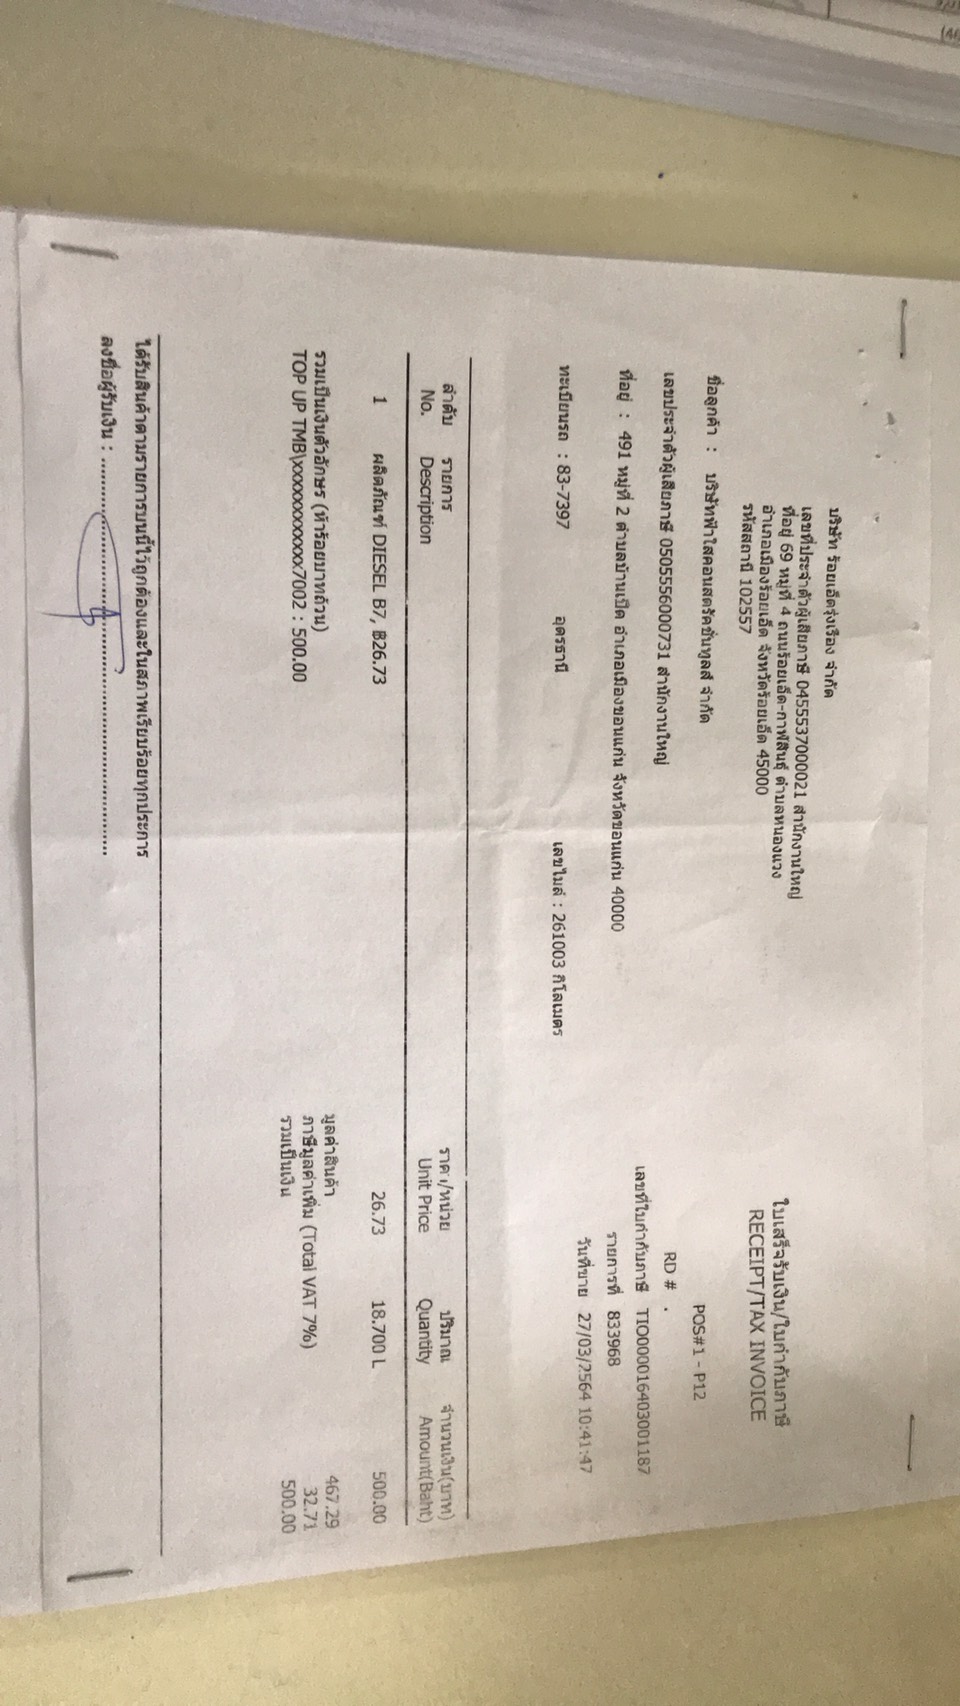 บริษัท ร้อยเอ็ดรุ่งเรือง จำกัด
เลขที่ประจำตัวผู้เสียภาษี 0455537000021 สำนักงานใหญ่
ที่อยู่ 69 หมู่ที่ 4 ถนนร้อยเอ็ด-กาฬสินธุ์ ตำบลหนองแวง
อำเภอเมืองร้อยเอ็ด จังหวัดร้อยเอ็ด 45000
รหัสสถานี 102557
ใบเสร็จรับเงิน/ใบกำกับภาษี
RECEIPT/TAX INVOICE
POS#1 - P12
ชื่อลูกค้า : บริษัทฟ้าใสคอนสตรัคชั่นทูลส์ จำกัด
RD # .
เลขประจำตัวผู้เสียภาษี 0505556000731 สำนักงานใหญ่
เลขที่ใบกำกับภาษี TIO00001640300​1187
ที่อยู่ : 491 หมู่ที่ 2 ตำบลบ้านเป็ด อำเภอเมืองขอนแก่น จังหวัดขอนแก่น 40000
รายการที่ 833968
วันที่ขาย 27/03/2564 10:41:47
ทะเบียนรถ : 83-7397 อุดรธานี เลขไมล์ : 261003 กิโลเมตร
ลำดับ รายการ ราคา/หน่วย ปริมาณ จำนวนเงิน(บาท)
No. Description Unit Price Quantity Amount(Baht)
1 ผลิตภัณฑ์ DIESEL B7, ฿26.73 26.73 18.700 L 500.00
รวมเป็นเงินตัวอักษร (ห้าร้อยบาทถ้วน) มูลค่าสินค้า 467.29
TOP UP TMB\xxxxxxxxxxxx7002 : 500.00 ภาษีมูลค่าเพิ่ม (Total VAT 7%) 32.71
รวมเป็นเงิน 500.00
ได้รับสินค้าตามรายการบนนี้ไว้ถูกต้องและในสภาพเรียบร้อยทุกประการ
ลงชื่อผู้รับเงิน : ......................................................